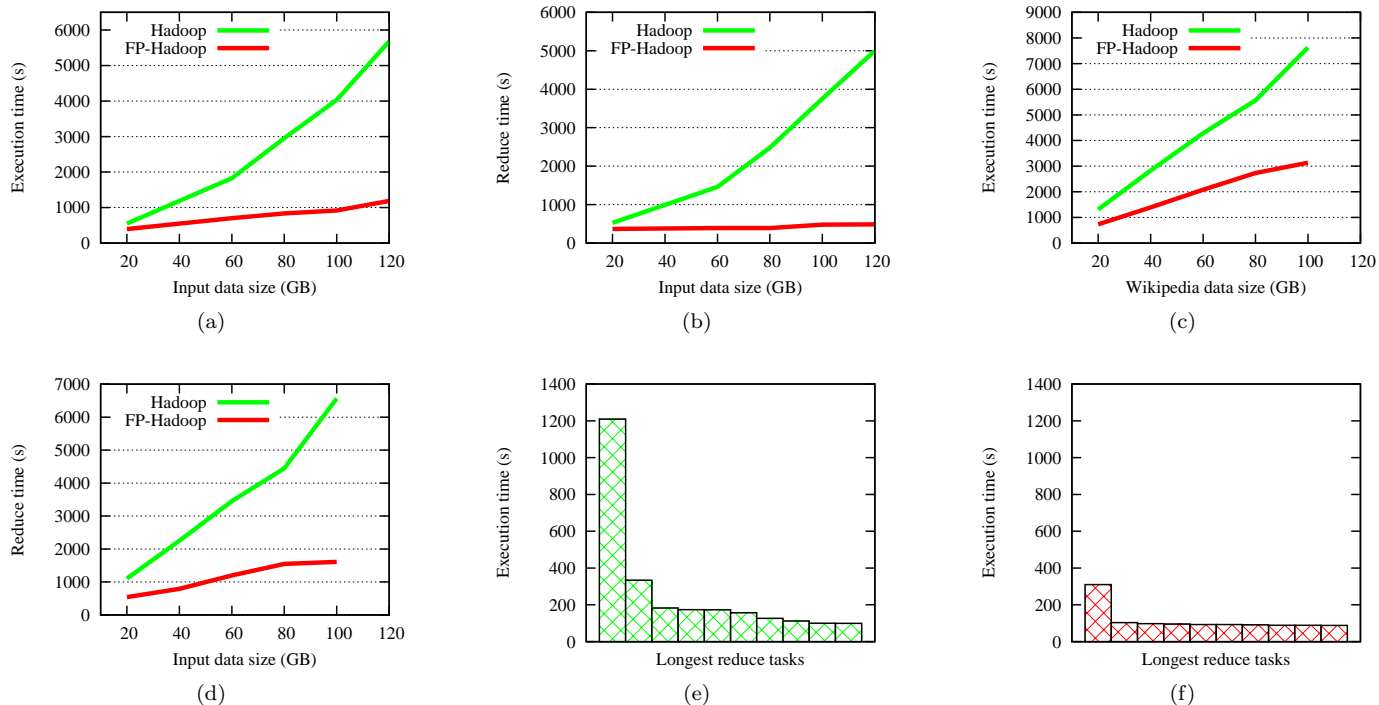 6000
5000
4000
3000
2000
1000
0
Execution time (s)
Hadoop
FP-Hadoop
20 40 60 80 100 120
Input data size (GB)
(a)
6000
5000
4000
3000
2000
1000
0
Reduce time (s)
Hadoop
FP-Hadoop
20 40 60 80 100 120
Input data size (GB)
(b)
9000
8000
7000
6000
5000
4000
3000
2000
1000
0
Execution time (s)
Hadoop
FP-Hadoop
20 40 60 80 100 120
Wikipedia data size (GB)
(c)
7000
6000
5000
4000
3000
2000
1000
0
Reduce time (s)
Hadoop
FP-Hadoop
20 40 60 80 100 120
Input data size (GB)
(d)
1400
1200
1000
800
600
400
200
0
Execution time (s)
Longest reduce tasks
(e)
1400
1200
1000
800
600
400
200
0
Execution time (s)
Longest reduce tasks
(f)